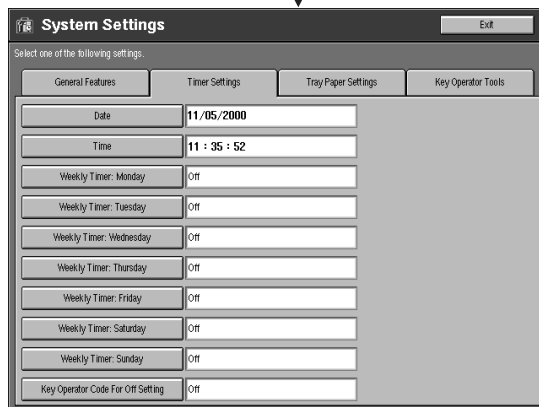 System Settings
Exit
Select one of the following settings.
General Features
Timer Settings
Tray Paper Settings
Key Operator Tools
Date
11/05/2000
Time
11 : 35 : 52
Weekly Timer: Monday
Off
Weekly Timer: Tuesday
Off
Weekly Timer: Wednesday
Off
Weekly Timer: Thursday
Off
Weekly Timer: Friday
Off
Weekly Timer: Saturday
Off
Weekly Timer: Sunday
Off
Key Operator Code For Off Setting
Off